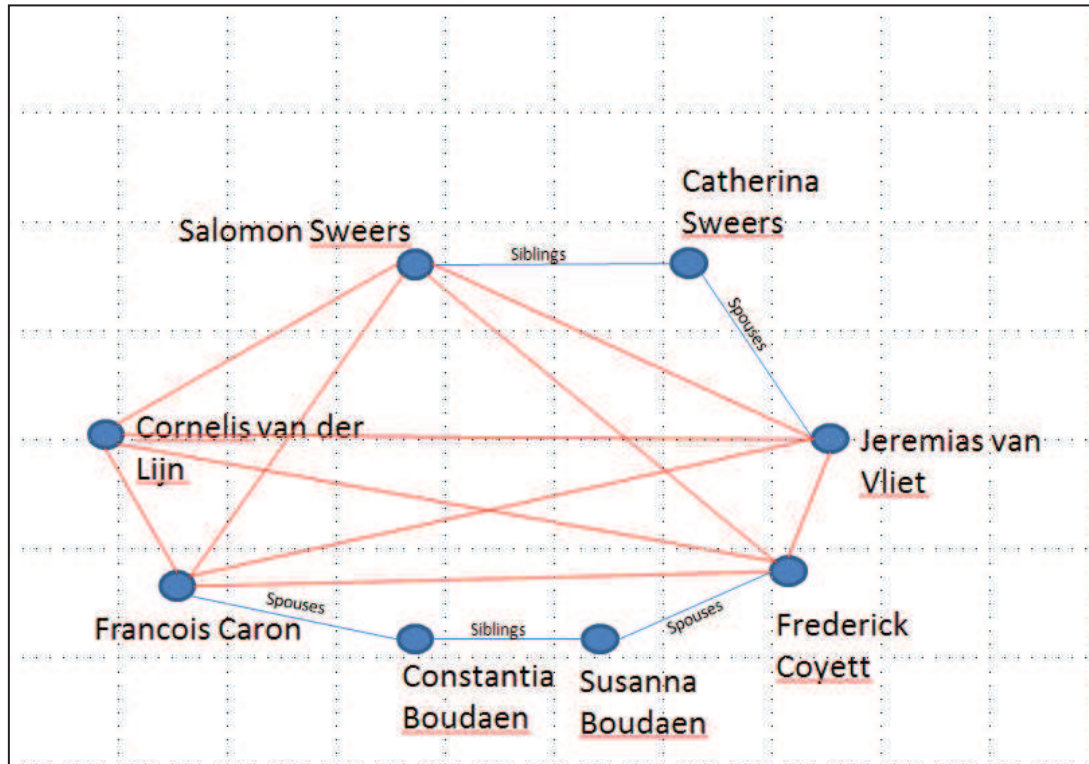 Catherina
Sweers
Salomon Sweers
Siblings
Spouses
Cornelis van der
Lijn
Jeremias van
Vliet
Spouses
Francois Caron
Siblings
Spouses
Frederick
Coyett
Constantia
Boudaen
Susanna
Boudaen